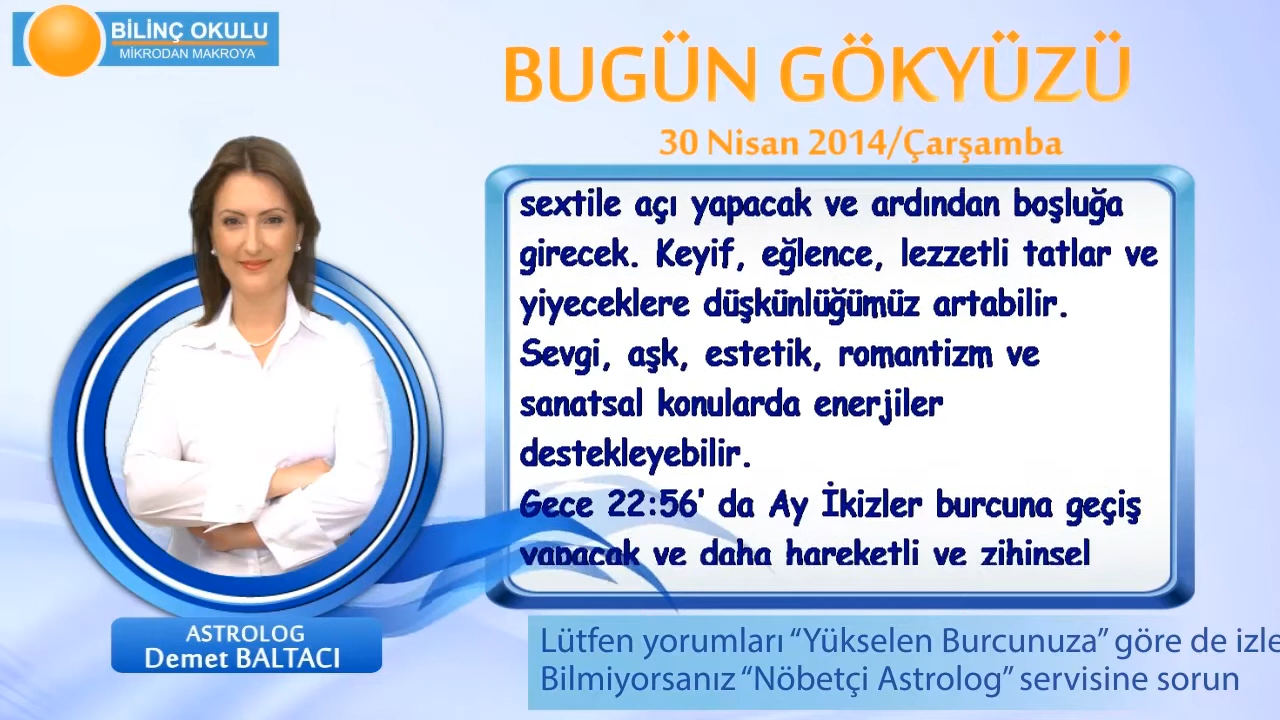 BİLİNÇ OKULU
MİKRODAN MAKROYA
BUGÜN GÖKYÜZÜ
30 Nisan 2014/Çarşamba
sextile açı yapacak ve ardından boşluğa
girecek. Keyif, eğlence, lezzetli tatlar ve
yiyeceklere düşkünlüğümüz artabilir.
Sevgi, aşk, estetik, romantizm ve
sanatsal konularda enerjiler
destekleyebilir.
Gece 22:56' da Ay İkizler burcuna geçiş
yapacak ve daha hareketli ve zihinsel
ASTROLOG
Demet BALTACI
Lütfen yorumları “Yükselen Burcunuza” göre de izle
Bilmiyorsanız “Nöbetçi Astrolog” servisine sorun